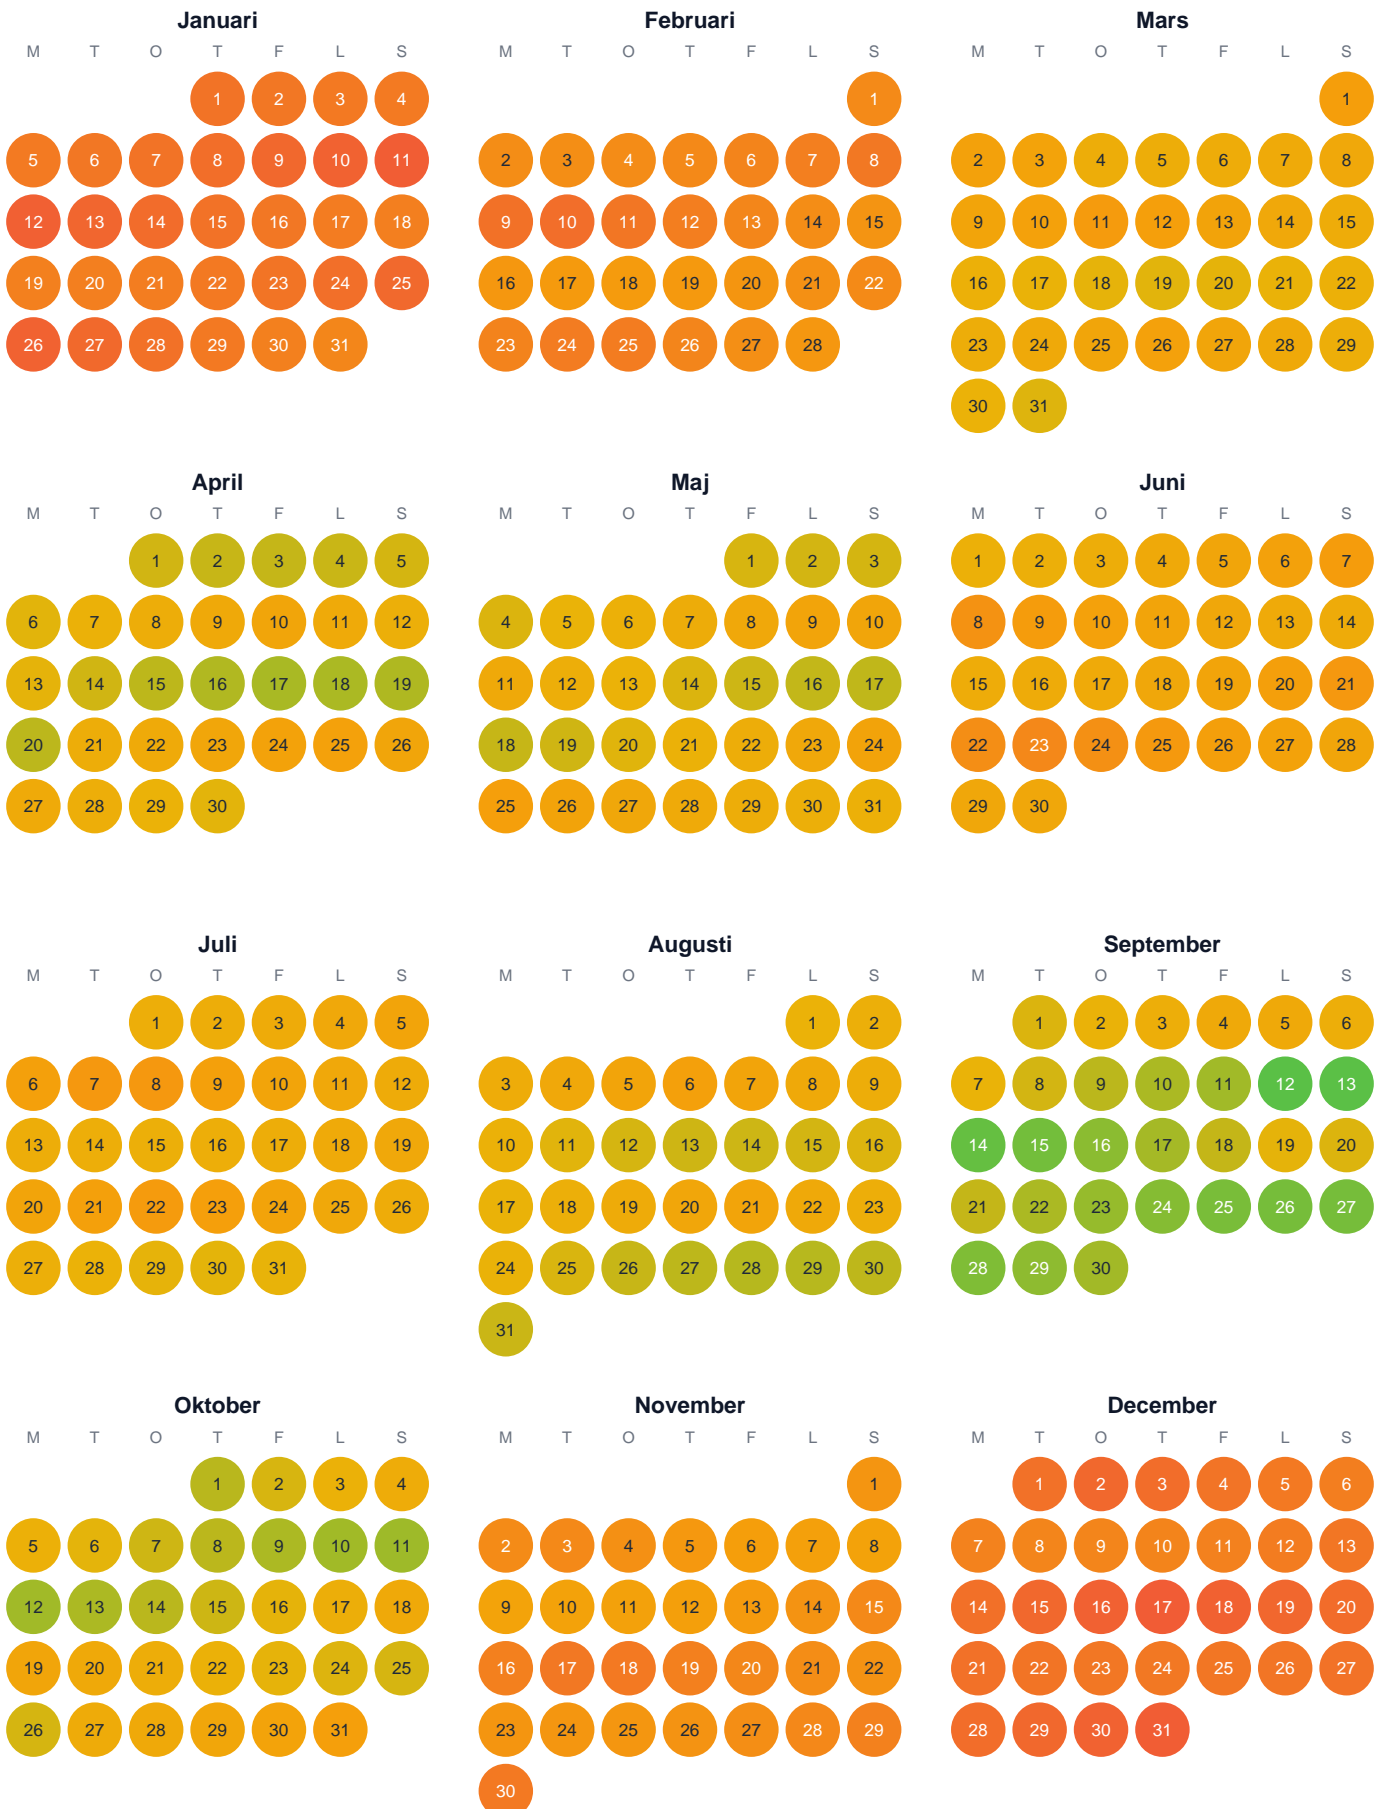 Januari Februari Mars
M T O T F L S M T O T F L S M T O T F L S
1 2 3 4 1 1
5 6 7 8 9 10 11 2 3 4 5 6 7 8 2 3 4 5 6 7 8
12 13 14 15 16 17 18 9 10 11 12 13 14 15 9 10 11 12 13 14 15
19 20 21 22 23 24 25 16 17 18 19 20 21 22 16 17 18 19 20 21 22
26 27 28 29 30 31 23 24 25 26 27 28 23 24 25 26 27 28 29
30 31
April Maj Juni
M T O T F L S M T O T F L S M T O T F L S
1 2 3 4 5 1 2 3 1 2 3 4 5 6 7
6 7 8 9 10 11 12 4 5 6 7 8 9 10 8 9 10 11 12 13 14
13 14 15 16 17 18 19 11 12 13 14 15 16 17 15 16 17 18 19 20 21
20 21 22 23 24 25 26 18 19 20 21 22 23 24 22 23 24 25 26 27 28
27 28 29 30 25 26 27 28 29 30 31 29 30
Juli Augusti September
M T O T F L S M T O T F L S M T O T F L S
1 2 3 4 5 1 2 1 2 3 4 5 6
6 7 8 9 10 11 12 3 4 5 6 7 8 9 7 8 9 10 11 12 13
13 14 15 16 17 18 19 10 11 12 13 14 15 16 14 15 16 17 18 19 20
20 21 22 23 24 25 26 17 18 19 20 21 22 23 21 22 23 24 25 26 27
27 28 29 30 31 24 25 26 27 28 29 30 28 29 30
31
Oktober November December
M T O T F L S M T O T F L S M T O T F L S
1 2 3 4 1 1 2 3 4 5 6
5 6 7 8 9 10 11 2 3 4 5 6 7 8 7 8 9 10 11 12 13
12 13 14 15 16 17 18 9 10 11 12 13 14 15 14 15 16 17 18 19 20
19 20 21 22 23 24 25 16 17 18 19 20 21 22 21 22 23 24 25 26 27
26 27 28 29 30 31 23 24 25 26 27 28 29 28 29 30 31
30